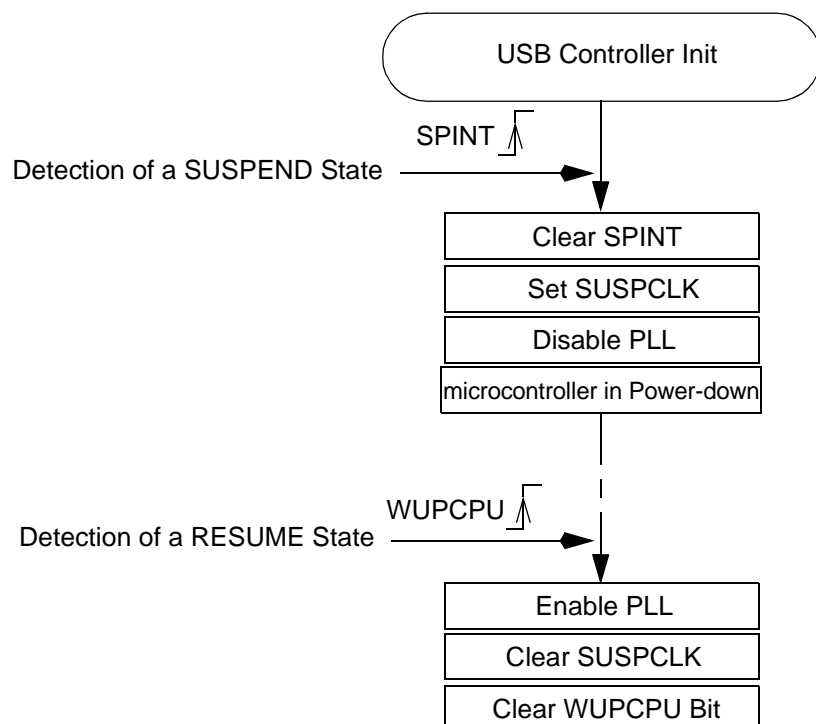 USB Controller Init
SPINT
Detection of a SUSPEND State
Clear SPINT
Set SUSPCLK
Disable PLL
microcontroller in Power-down
WUPCPU
Detection of a RESUME State
Enable PLL
Clear SUSPCLK
Clear WUPCPU Bit